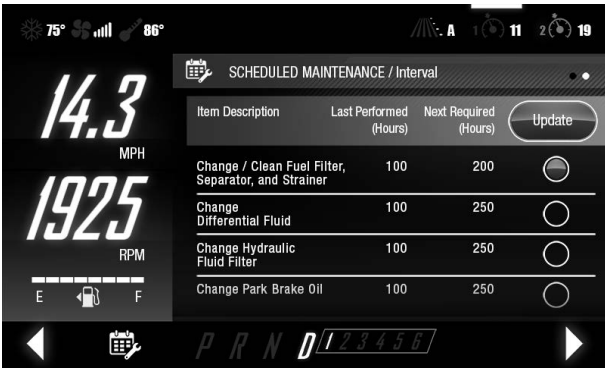 75°
86°
A
1
11
2
19
14.3
MPH
1925
RPM
E
F
SCHEDULED MAINTENANCE / Interval
Item Description
Last Performed
(Hours)
Next Required
(Hours)
Update
Change / Clean Fuel Filter,
Separator, and Strainer
100
200
Change
Differential Fluid
100
250
Change Hydraulic
Fluid Filter
100
250
Change Park Brake Oil
100
250
P R N D 1 2 3 4 5 6